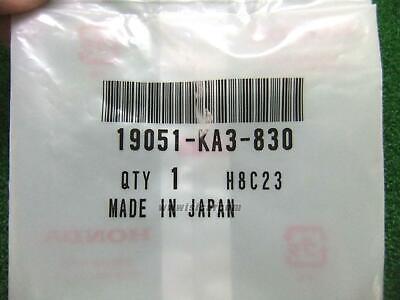 19051-KA3-830
QTY 1 H8C23
MADE IN JAPAN
HONDA